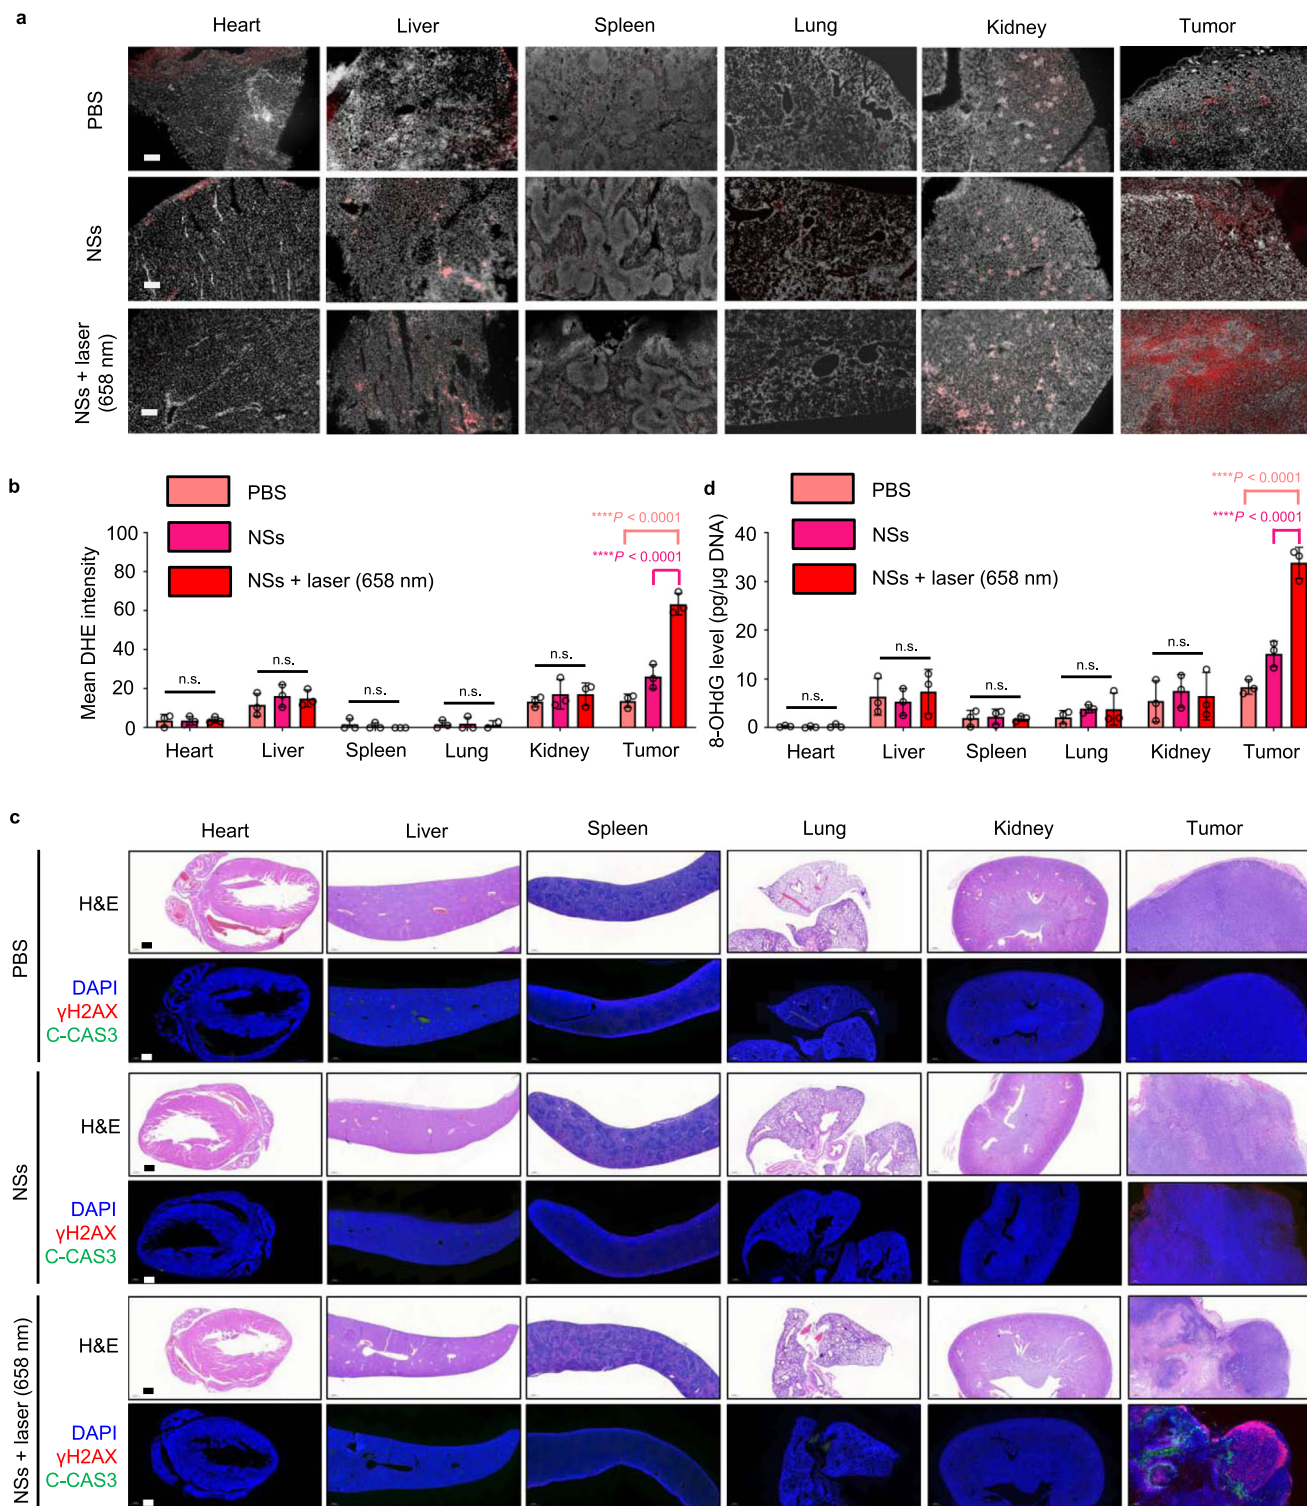 a
Heart Liver Spleen Lung Kidney Tumor
PBS
NSs
NSs + laser
(658 nm)
b
PBS
NSs
NSs + laser (658 nm)
****P < 0.0001
****P < 0.0001
Mean DHE intensity
100
80
60
40
20
0
n.s. n.s. n.s. n.s. n.s.
Heart Liver Spleen Lung Kidney Tumor
d
PBS
NSs
NSs + laser (658 nm)
****P < 0.0001
****P < 0.0001
8-OHdG level (pg/μg DNA)
40
30
20
10
0
n.s. n.s. n.s. n.s. n.s.
Heart Liver Spleen Lung Kidney Tumor
c
Heart Liver Spleen Lung Kidney Tumor
PBS
H&E
DAPI
γH2AX
C-CAS3
NSs
H&E
DAPI
γH2AX
C-CAS3
NSs + laser (658 nm)
H&E
DAPI
γH2AX
C-CAS3